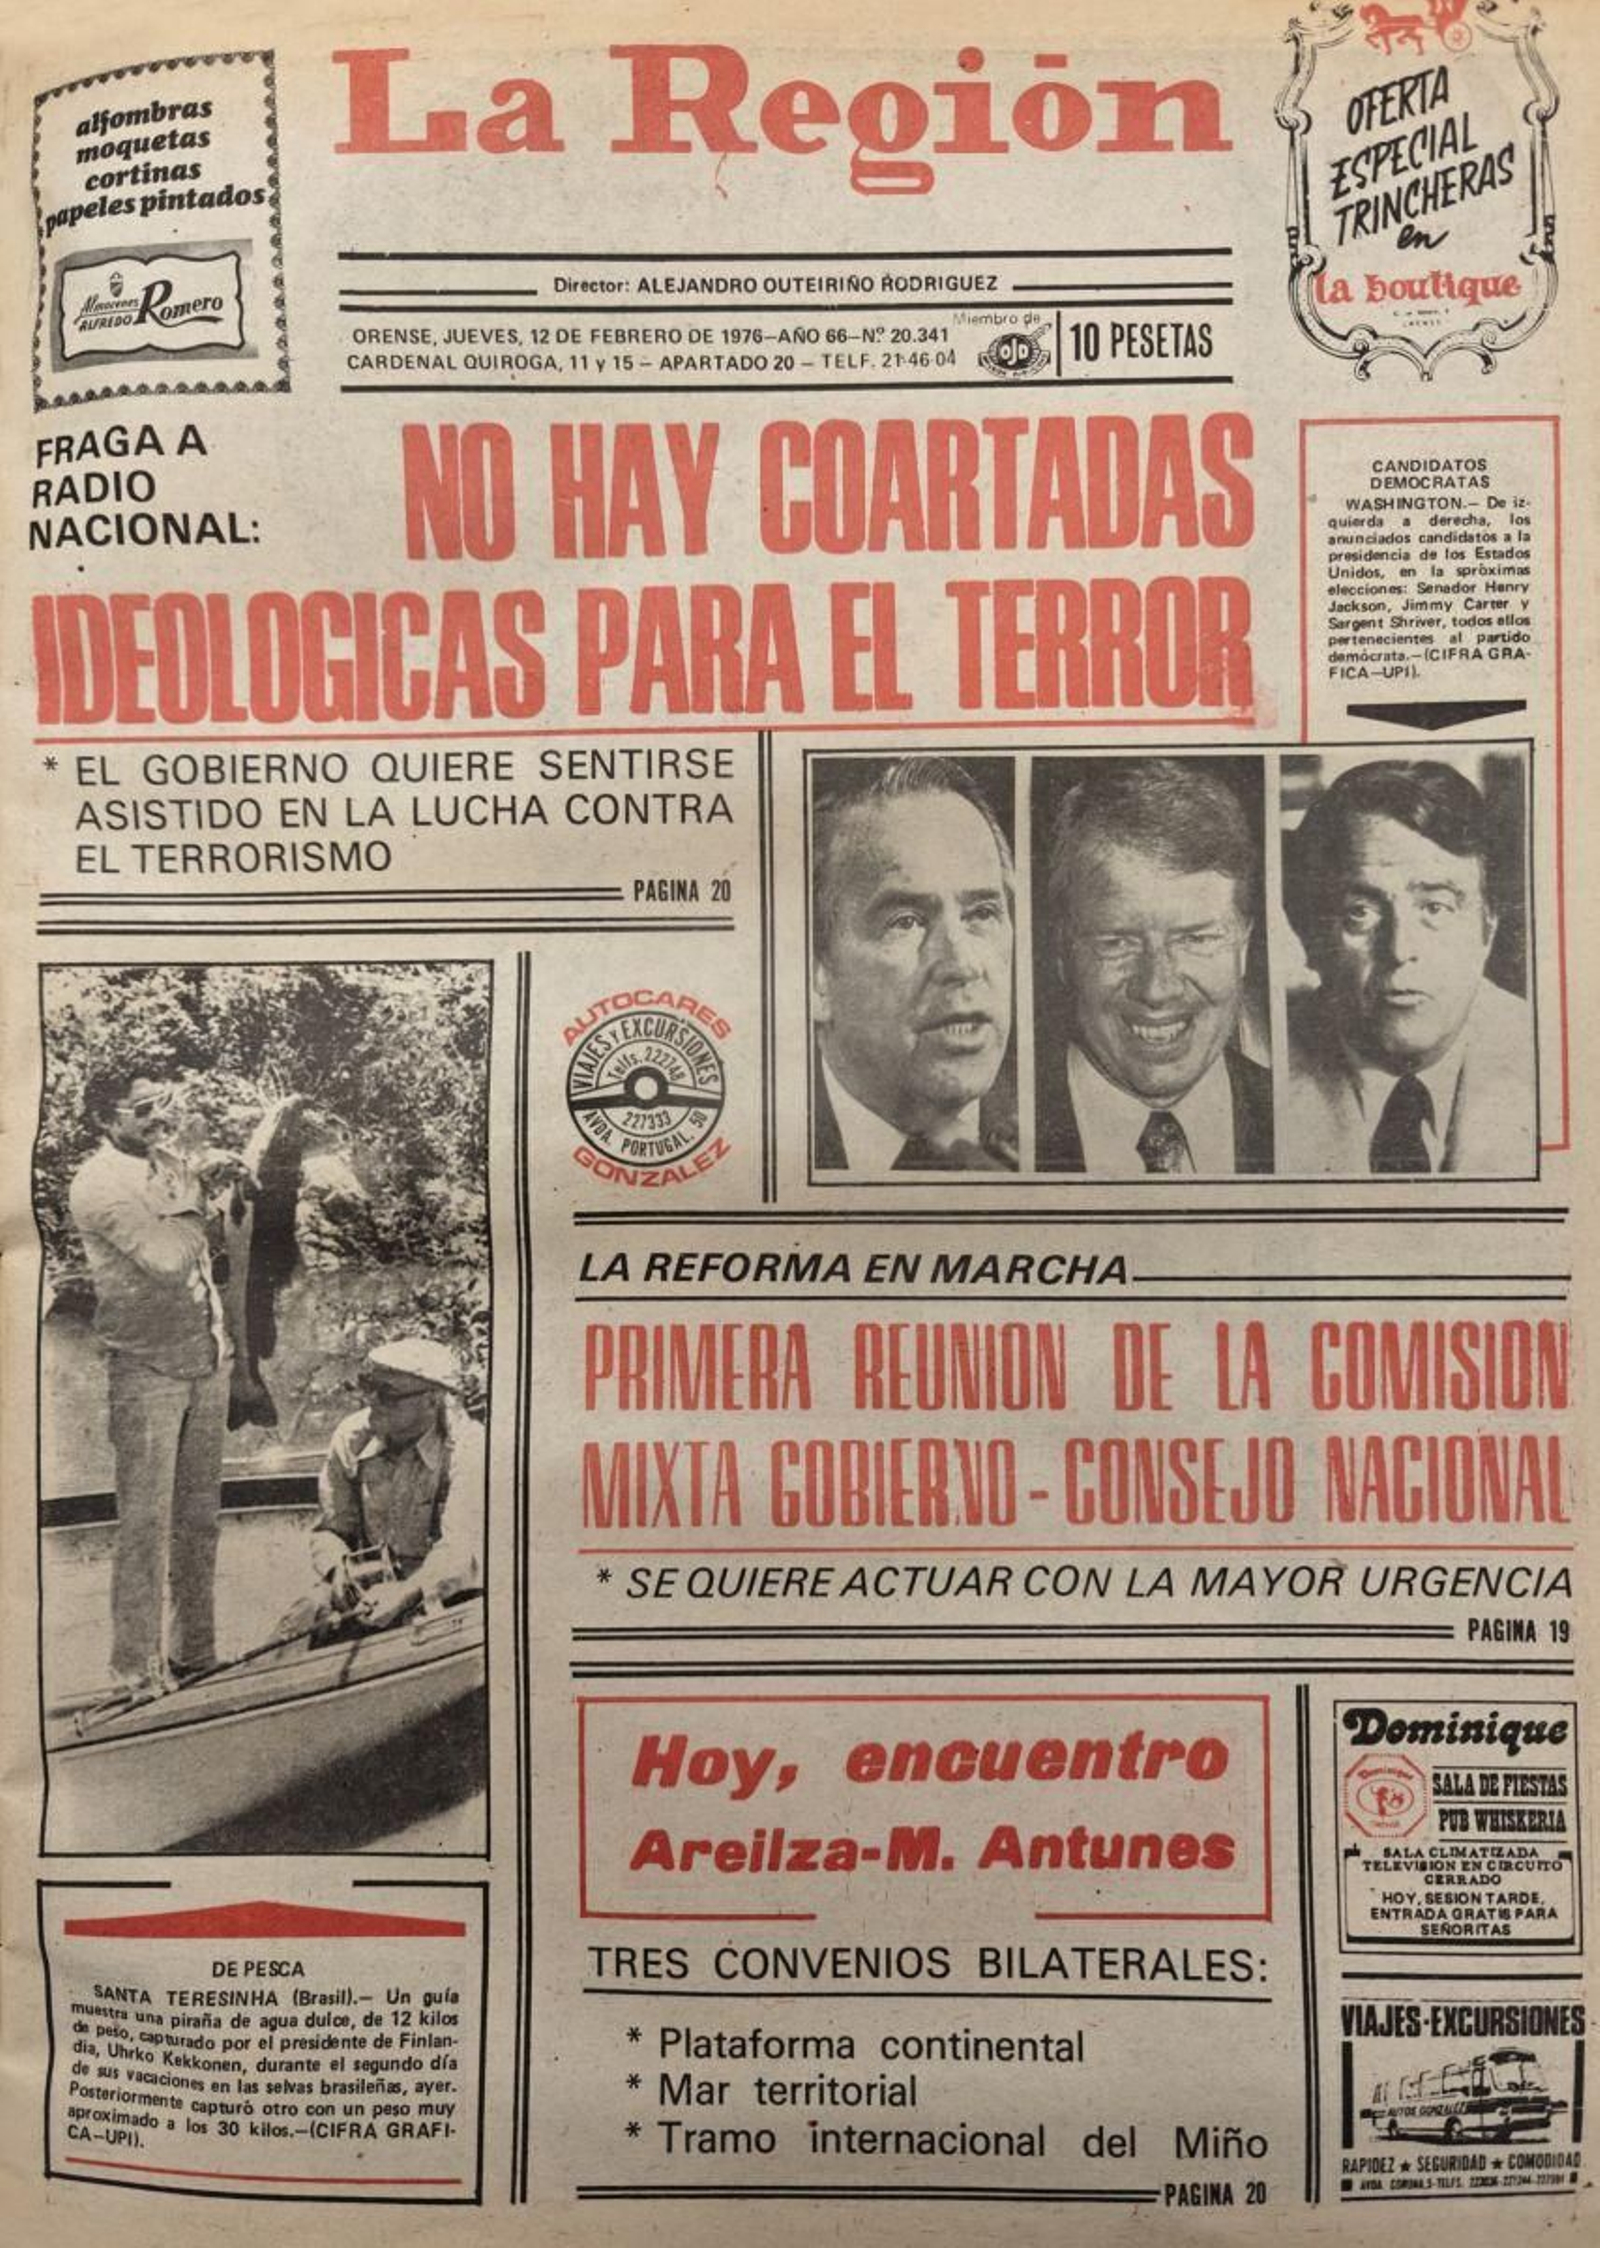 alfombras
moquetas
cortinas
papeles pintados
Almacenes
ALFREDO Romero
La Región
OFERTA
ESPECIAL
TRINCHERAS
en
la boutique
Director: ALEJANDRO OUTEIRIÑO RODRIGUEZ
ORENSE, JUEVES, 12 DE FEBRERO DE 1976—AÑO 66—N.º 20.341
CARDENAL QUIROGA, 11 y 15 — APARTADO 20 — TELF. 21-46-04
Miembro de
OJD
10 PESETAS
FRAGA A
RADIO
NACIONAL:
NO HAY COARTADAS
IDEOLOGICAS PARA EL TERROR
* EL GOBIERNO QUIERE SENTIRSE
ASISTIDO EN LA LUCHA CONTRA
EL TERRORISMO
PAGINA 20
CANDIDATOS
DEMOCRATAS
WASHINGTON.— De iz-
quierda a derecha, los
anunciados candidatos a la
presidencia de los Estados
Unidos, en la spróximas
elecciones: Senador Henry
Jackson, Jimmy Carter y
Sargent Shriver, todos ellos
pertenecientes al partido
demócrata.—(CIFRA GRA-
FICA—UPI).
AUTOCARES
VIAJES Y EXCURSIONES
Telfs. 222748
227333
AVDA. PORTUGAL, 50
GONZALEZ
LA REFORMA EN MARCHA
PRIMERA REUNION DE LA COMISION
MIXTA GOBIERNO - CONSEJO NACIONAL
* SE QUIERE ACTUAR CON LA MAYOR URGENCIA
PAGINA 19
DE PESCA
SANTA TERESINHA (Brasil).— Un guía
muestra una piraña de agua dulce, de 12 kilos
de peso, capturado por el presidente de Finlan-
dia, Uhrko Kekkonen, durante el segundo día
de sus vacaciones en las selvas brasileñas, ayer.
Posteriormente capturó otro con un peso muy
aproximado a los 30 kilos.—(CIFRA GRAFI-
CA—UPI).
Hoy, encuentro
Areilza-M. Antunes
TRES CONVENIOS BILATERALES:
* Plataforma continental
* Mar territorial
* Tramo internacional del Miño
PAGINA 20
Dominique
Dominique
SALA DE FIESTAS
PUB WHISKERIA
SALA CLIMATIZADA
TELEVISION EN CIRCUITO
CERRADO
HOY, SESION TARDE,
ENTRADA GRATIS PARA
SEÑORITAS
VIAJES-EXCURSIONES
AUTOS GONZALEZ
RAPIDEZ ★ SEGURIDAD ★ COMODIDAD